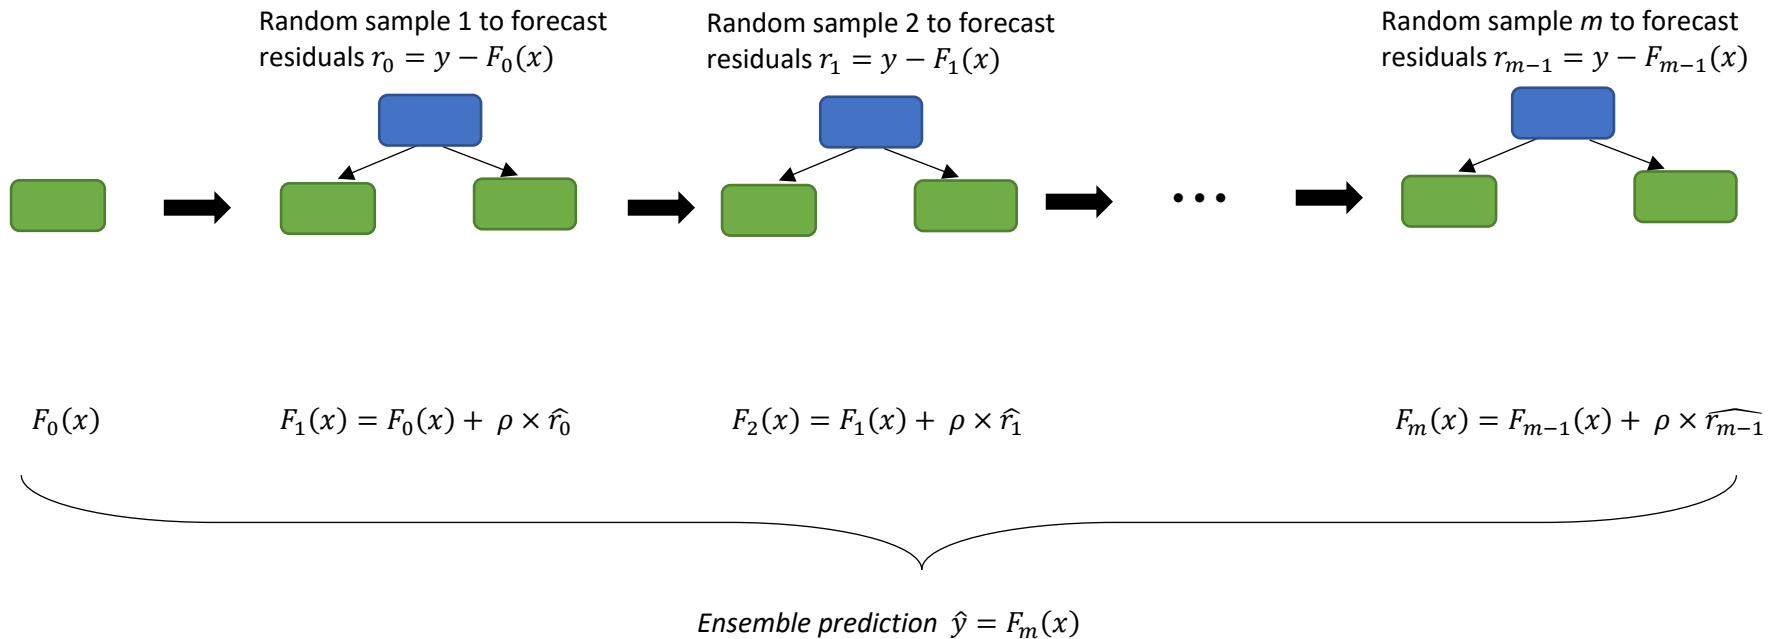 Random sample 1 to forecast
residuals r₀ = y − F₀(x)
Random sample 2 to forecast
residuals r₁ = y − F₁(x)
Random sample m to forecast
residuals rₘ₋₁ = y − Fₘ₋₁(x)
• • •
F₀(x)
F₁(x) = F₀(x) + ρ × r̂₀
F₂(x) = F₁(x) + ρ × r̂₁
Fₘ(x) = Fₘ₋₁(x) + ρ × r̂ₘ₋₁
Ensemble prediction ŷ = Fₘ(x)